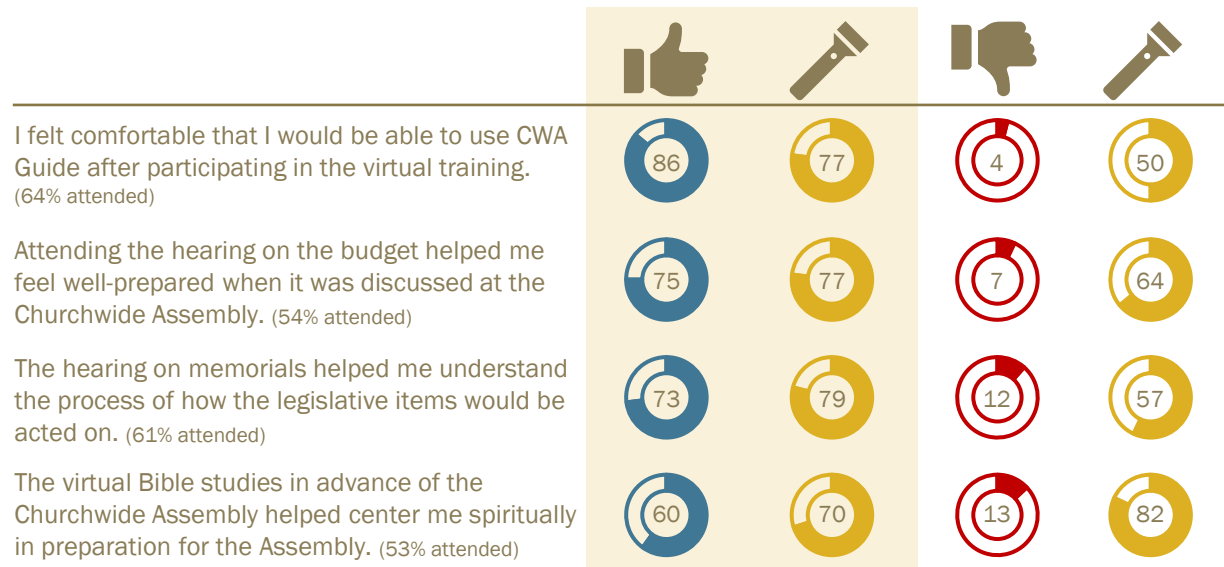 I felt comfortable that I would be able to use CWA
Guide after participating in the virtual training.
(64% attended)
86 77 4 50
Attending the hearing on the budget helped me
feel well-prepared when it was discussed at the
Churchwide Assembly. (54% attended)
75 77 7 64
The hearing on memorials helped me understand
the process of how the legislative items would be
acted on. (61% attended)
73 79 12 57
The virtual Bible studies in advance of the
Churchwide Assembly helped center me spiritually
in preparation for the Assembly. (53% attended)
60 70 13 82